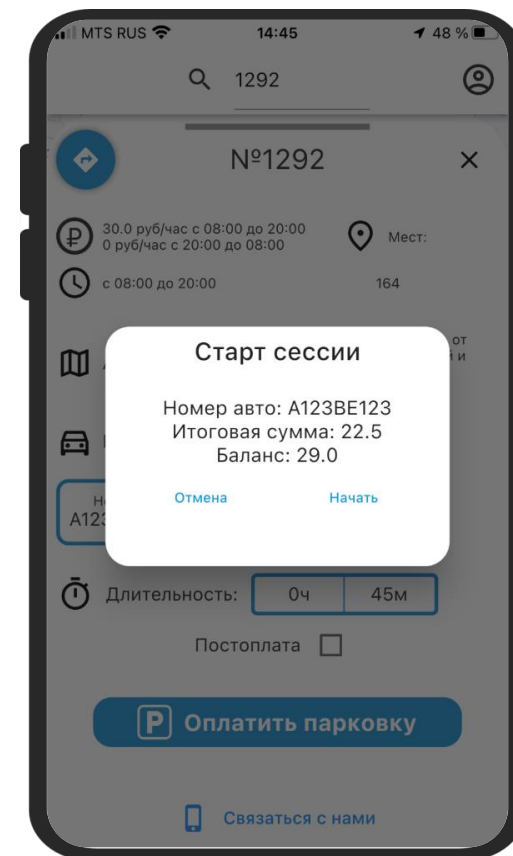 MTS RUS 14:45 48 %
1292
№1292
30.0 руб/час с 08:00 до 20:00
0 руб/час с 20:00 до 08:00
Мест:
с 08:00 до 20:00
164
от
и
Старт сессии
Номер авто: А123ВЕ123
Итоговая сумма: 22.5
Баланс: 29.0
Отмена Начать
А123
Длительность: 0ч 45м
Постоплата
P Оплатить парковку
Связаться с нами